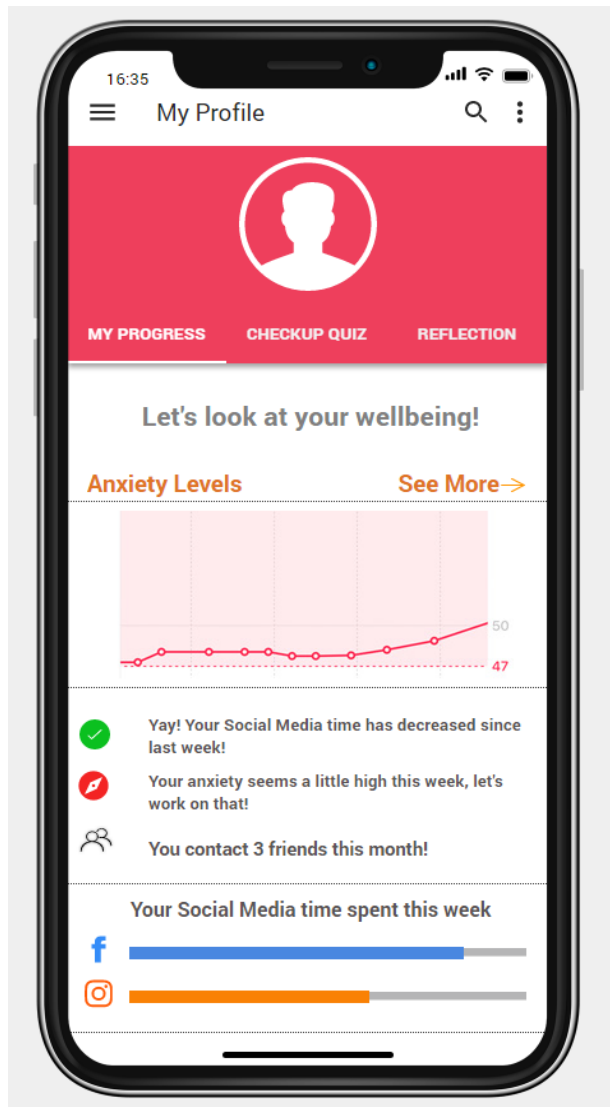 16:35
My Profile
MY PROGRESS CHECKUP QUIZ REFLECTION
Let's look at your wellbeing!
Anxiety Levels See More
50
47
Yay! Your Social Media time has decreased since
last week!
Your anxiety seems a little high this week, let's
work on that!
You contact 3 friends this month!
Your Social Media time spent this week
f